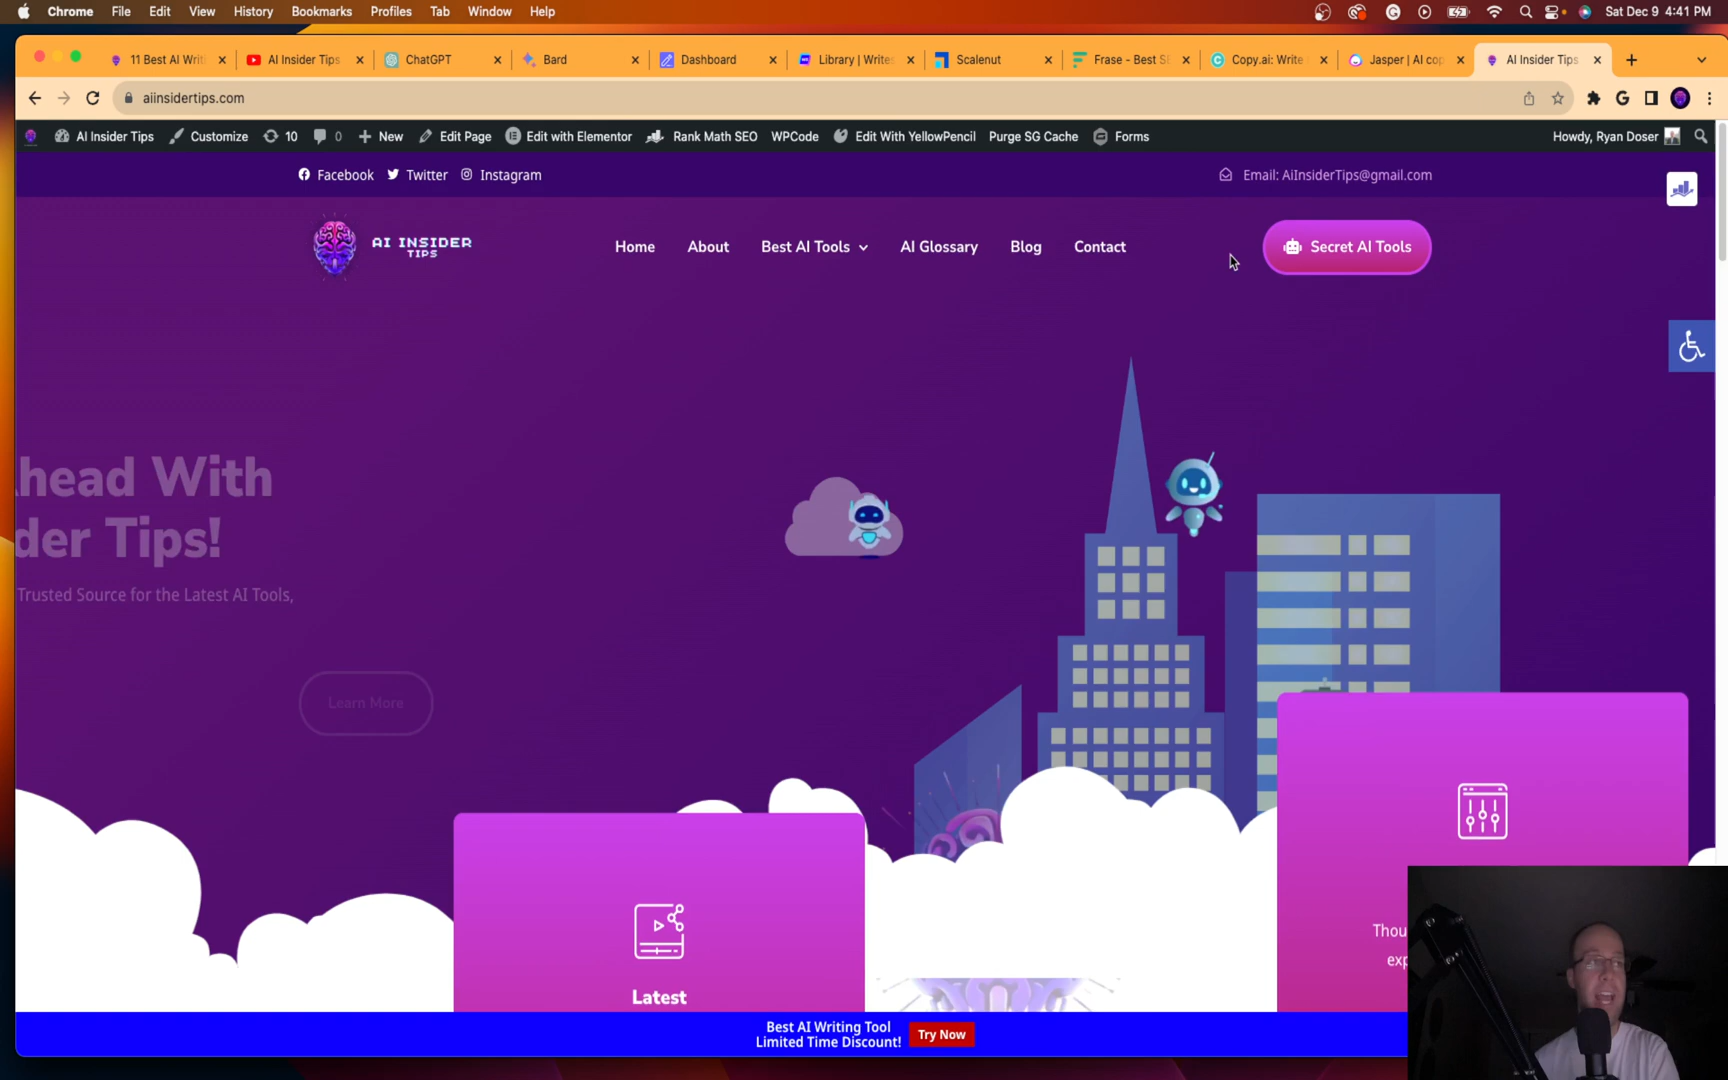 Chrome File Edit View History Bookmarks Profiles Tab Window Help Sat Dec 9 4:41 PM
11 Best AI Writi AI Insider Tips ChatGPT Bard Dashboard Library | Writes Scalenut Frase - Best SE Copy.ai: Write Jasper | AI cop AI Insider Tips
aiinsidertips.com
AI Insider Tips Customize 10 0 New Edit Page Edit with Elementor Rank Math SEO WPCode Edit With YellowPencil Purge SG Cache Forms Howdy, Ryan Doser
Facebook Twitter Instagram Email: AiInsiderTips@gmail.com
AI INSIDER
TIPS
Home About Best AI Tools AI Glossary Blog Contact Secret AI Tools
head With
der Tips!
Trusted Source for the Latest AI Tools,
Learn More
Thou
exp
Latest
Best AI Writing Tool
Limited Time Discount!
Try Now